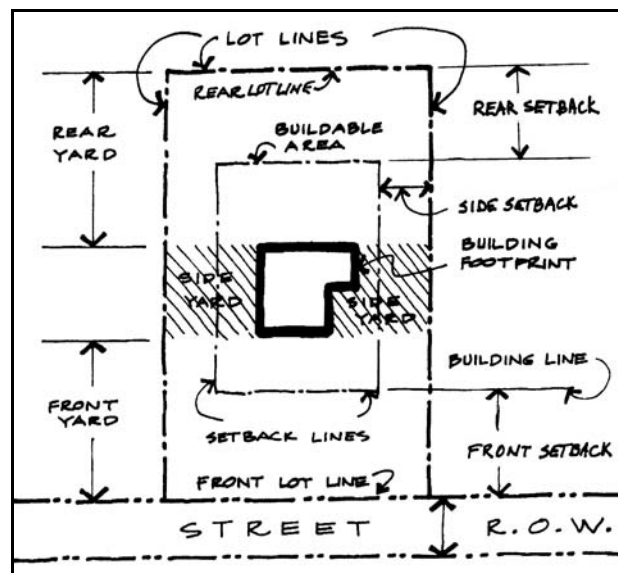 LOT LINES
REAR LOT LINE
REAR
YARD
BUILDABLE
AREA
REAR SETBACK
SIDE SETBACK
BUILDING
FOOTPRINT
SIDE
YARD
SIDE
YARD
BUILDING LINE
FRONT
YARD
SETBACK LINES
FRONT SETBACK
FRONT LOT LINE
STREET
R.O.W.